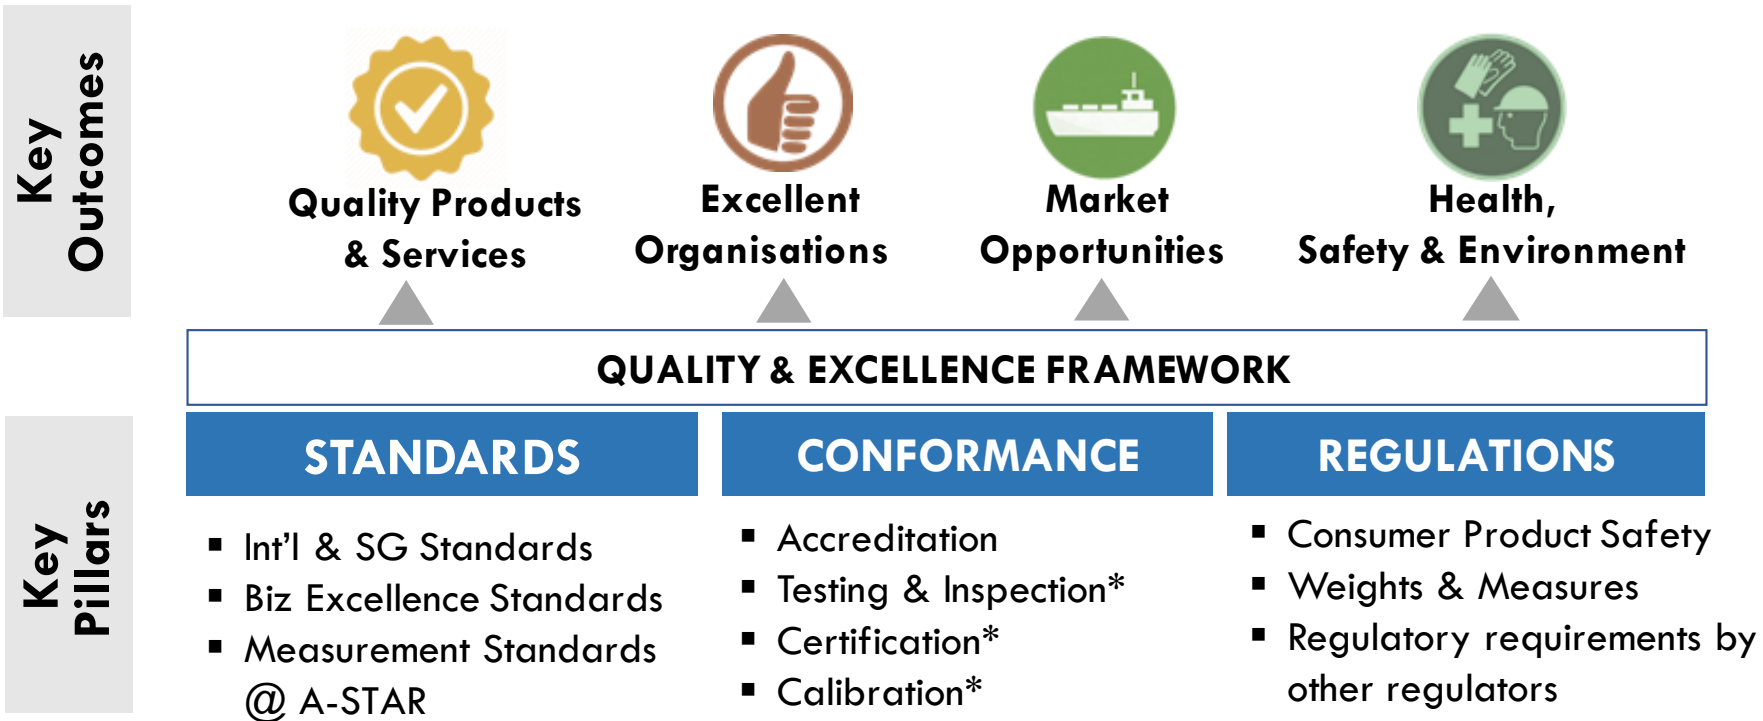 Key
Outcomes
Quality Products
& Services
Excellent
Organisations
Market
Opportunities
Health,
Safety & Environment
QUALITY & EXCELLENCE FRAMEWORK
Key
Pillars
STANDARDS
▪ Int'l & SG Standards
▪ Biz Excellence Standards
▪ Measurement Standards
@ A-STAR
CONFORMANCE
▪ Accreditation
▪ Testing & Inspection*
▪ Certification*
▪ Calibration*
REGULATIONS
▪ Consumer Product Safety
▪ Weights & Measures
▪ Regulatory requirements by
other regulators